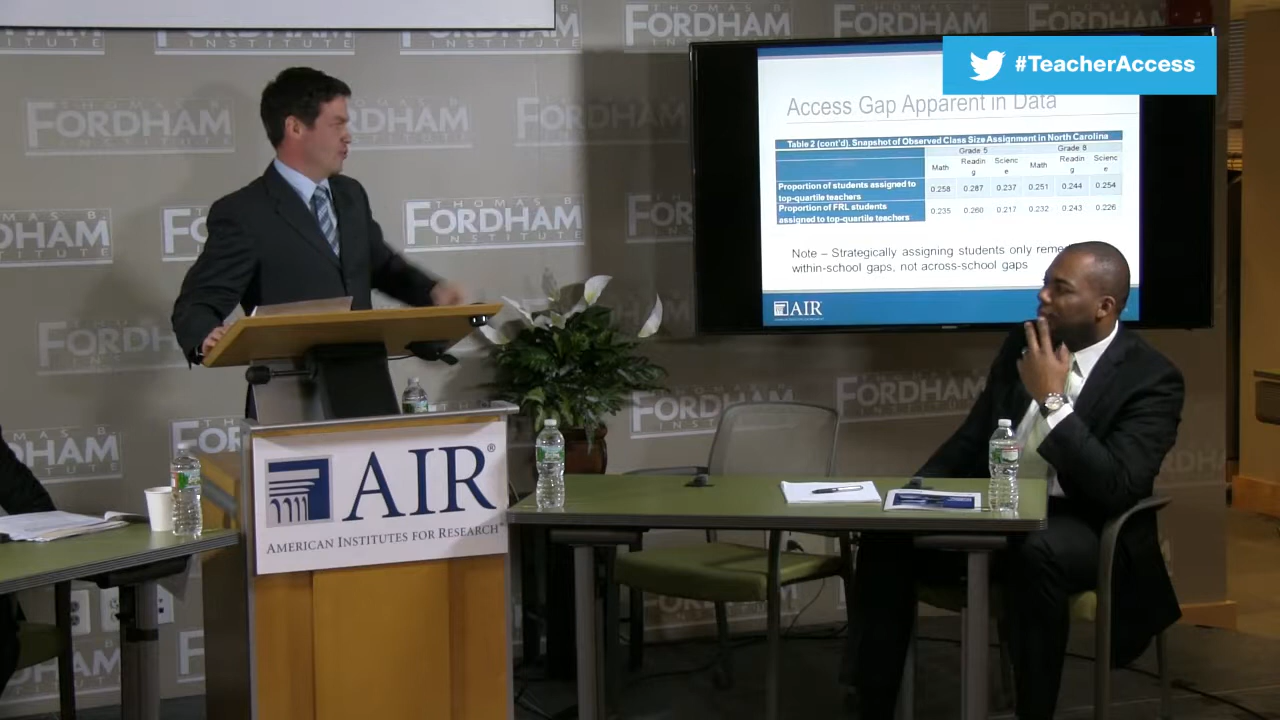 THOMAS B.
FORDHAM
INSTITUTE
#TeacherAccess
Access Gap Apparent in Data
Table 2 (cont'd). Snapshot of Observed Class Size Assignment in North Carolina
Grade 5 Grade 8
Math Readin g Scienc e Math Readin g Scienc e
Proportion of students assigned to top-quartile teachers 0.258 0.287 0.237 0.251 0.244 0.254
Proportion of FRL students assigned to top-quartile teachers 0.235 0.260 0.217 0.232 0.243 0.226
Note – Strategically assigning students only
within-school gaps, not across-school gaps
AIR
AIR®
AMERICAN INSTITUTES FOR RESEARCH